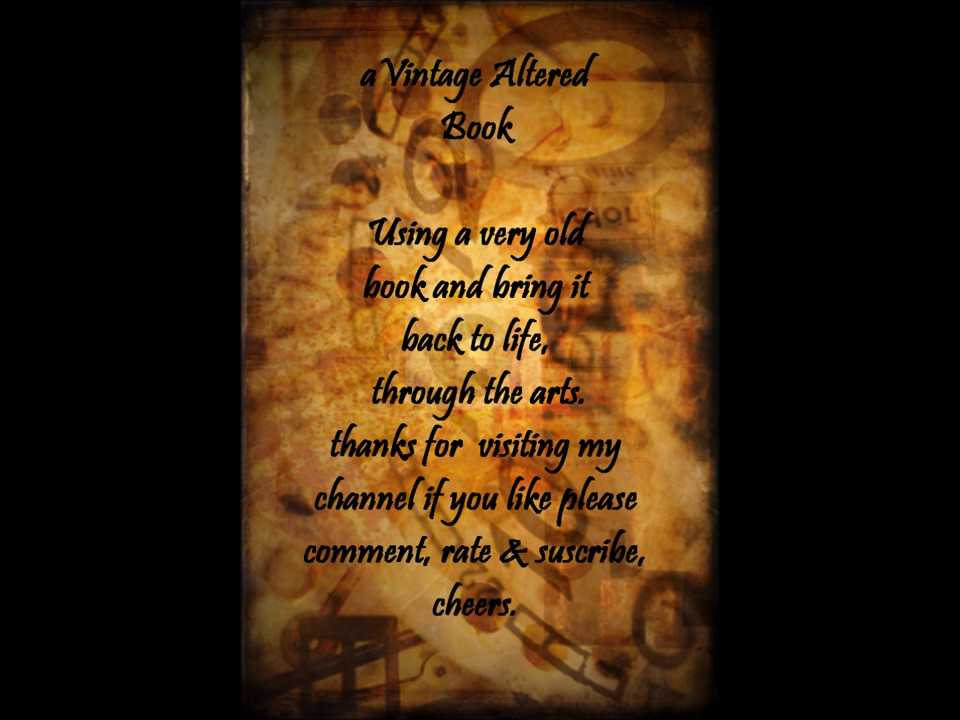 a Vintage Altered
Book
Using a very old
book and bring it
back to life,
through the arts.
thanks for visiting my
channel if you like please
comment, rate & suscribe,
cheers.